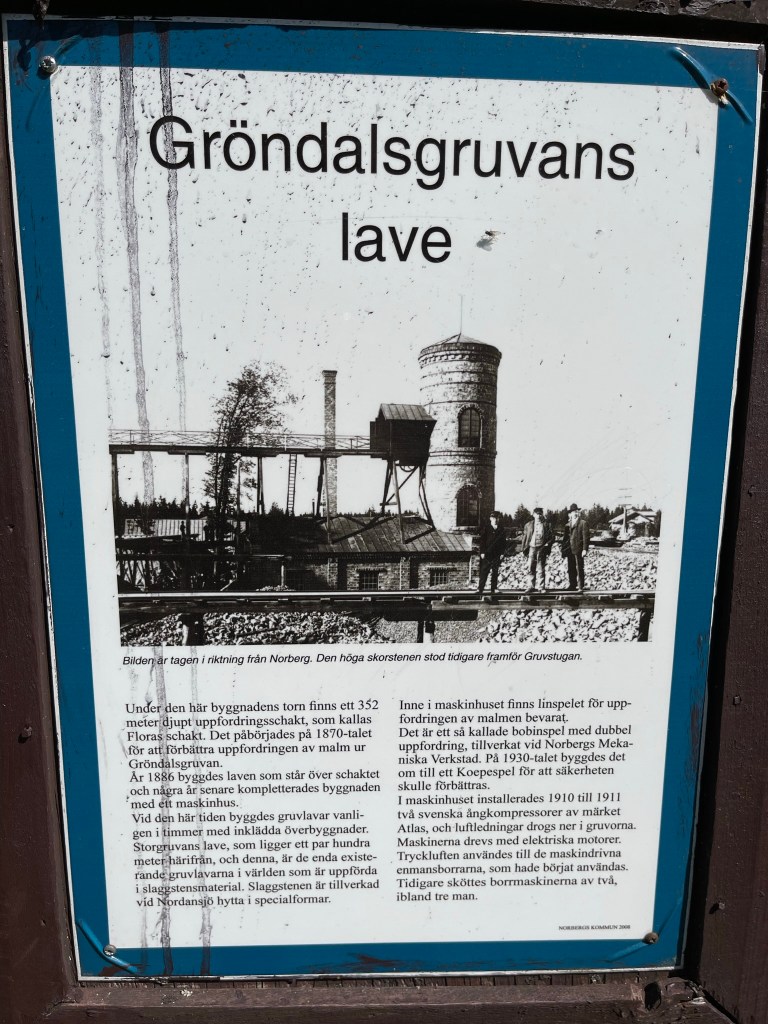 Gröndalsgruvans
lave
Bilden är tagen i riktning från Norberg. Den höga skorstenen stod tidigare framför Gruvstugan.
Under den här byggnadens torn finns ett 352
meter djupt uppfordringsschakt, som kallas
Floras schakt. Det påbörjades på 1870-talet
för att förbättra uppfordringen av malm ur
Gröndalsgruvan.
År 1886 byggdes laven som står över schaktet
och några år senare kompletterades byggnaden
med ett maskinhus.
Vid den här tiden byggdes gruvlavar vanli-
gen i timmer med inklädda överbyggnader.
Storgruvans lave, som ligger ett par hundra
meter härifrån, och denna, är de enda existe-
rande gruvlavarna i världen som är uppförda
i slaggstensmaterial. Slaggstenen är tillverkad
vid Nordansjö hytta i specialformar.
Inne i maskinhuset finns linspelet för upp-
fordringen av malmen bevarat.
Det är ett så kallade bobinspel med dubbel
uppfordring, tillverkat vid Norbergs Meka-
niska Verkstad. På 1930-talet byggdes det
om till ett Koepespel för att säkerheten
skulle förbättras.
I maskinhuset installerades 1910 till 1911
två svenska ångkompressorer av märket
Atlas, och luftledningar drogs ner i gruvorna.
Maskinerna drevs med elektriska motorer.
Tryckluften användes till de maskindrivna
enmansborrarna, som hade börjat användas.
Tidigare sköttes borrmaskinerna av två,
ibland tre man.
NORBERGS KOMMUN 2008